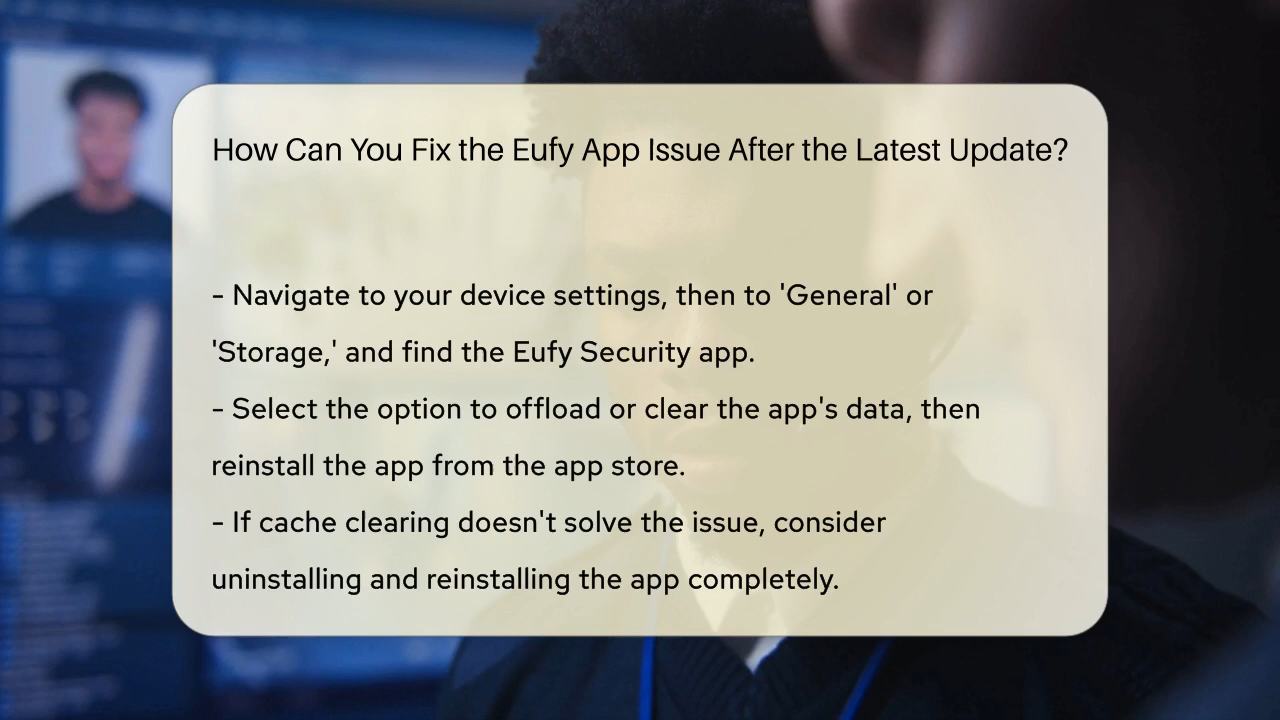 How Can You Fix the Eufy App Issue After the Latest Update?
- Navigate to your device settings, then to 'General' or
'Storage,' and find the Eufy Security app.
- Select the option to offload or clear the app's data, then
reinstall the app from the app store.
- If cache clearing doesn't solve the issue, consider
uninstalling and reinstalling the app completely.